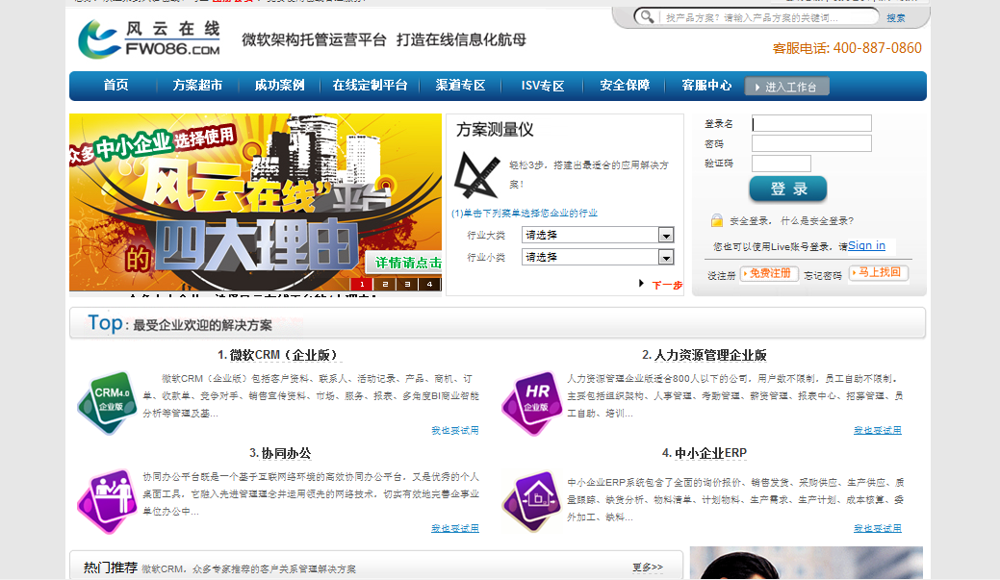 找产品方案? 请输入产品方案的关键词...
搜索
风云在线
FW086.COM
微软架构托管运营平台 打造在线信息化航母
客服电话: 400-887-0860
首页
方案超市
成功案例
在线定制平台
渠道专区
ISV专区
安全保障
客服中心
进入工作台
众多中小企业选择使用
"风云在线"平台
的四大理由
详情请点击
1 2 3 4
方案测量仪
轻松3步，搭建出最适合的应用解决方
案！
(1)单击下列菜单选择您企业的行业
行业大类 请选择
行业小类 请选择
下一步
登录名
密码
验证码
登 录
安全登录， 什么是安全登录?
您也可以使用Live账号登录，请Sign in
没注册 免费注册 忘记密码 马上找回
Top: 最受企业欢迎的解决方案
1. 微软CRM（企业版）
CRM4.0
企业版
微软CRM（企业版）包括客户资料、联系人、活动记录、产品、商机、订
单、收款单、竞争对手、销售宣传资料、市场、服务、报表、多角度BI商业智能
分析等管理及基...
我也要试用
2. 人力资源管理企业版
HR
企业版
人力资源管理企业版适合800人以下的公司，用户数不限制，员工自助不限制。
主要包括组织架构、人事管理、考勤管理、薪资管理、报表中心、招募管理、员
工自助、培训...
我也要试用
3. 协同办公
协同办公平台既是一个基于互联网络环境的高效协同办公平台，又是优秀的个人
桌面工具，它融入先进管理理念并运用领先的网络技术，切实有效地完善企事业
单位办公中...
我也要试用
4. 中小企业ERP
中小企业ERP系统包含了全面的询价报价、销售发货、采购供应、生产供应、质
量跟踪、缺货分析、物料清单、计划物料、生产需求、生产计划、成本核算、委
外加工、缺料...
我也要试用
热门推荐 微软CRM，众多专家推荐的客户关系管理解决方案
更多>>